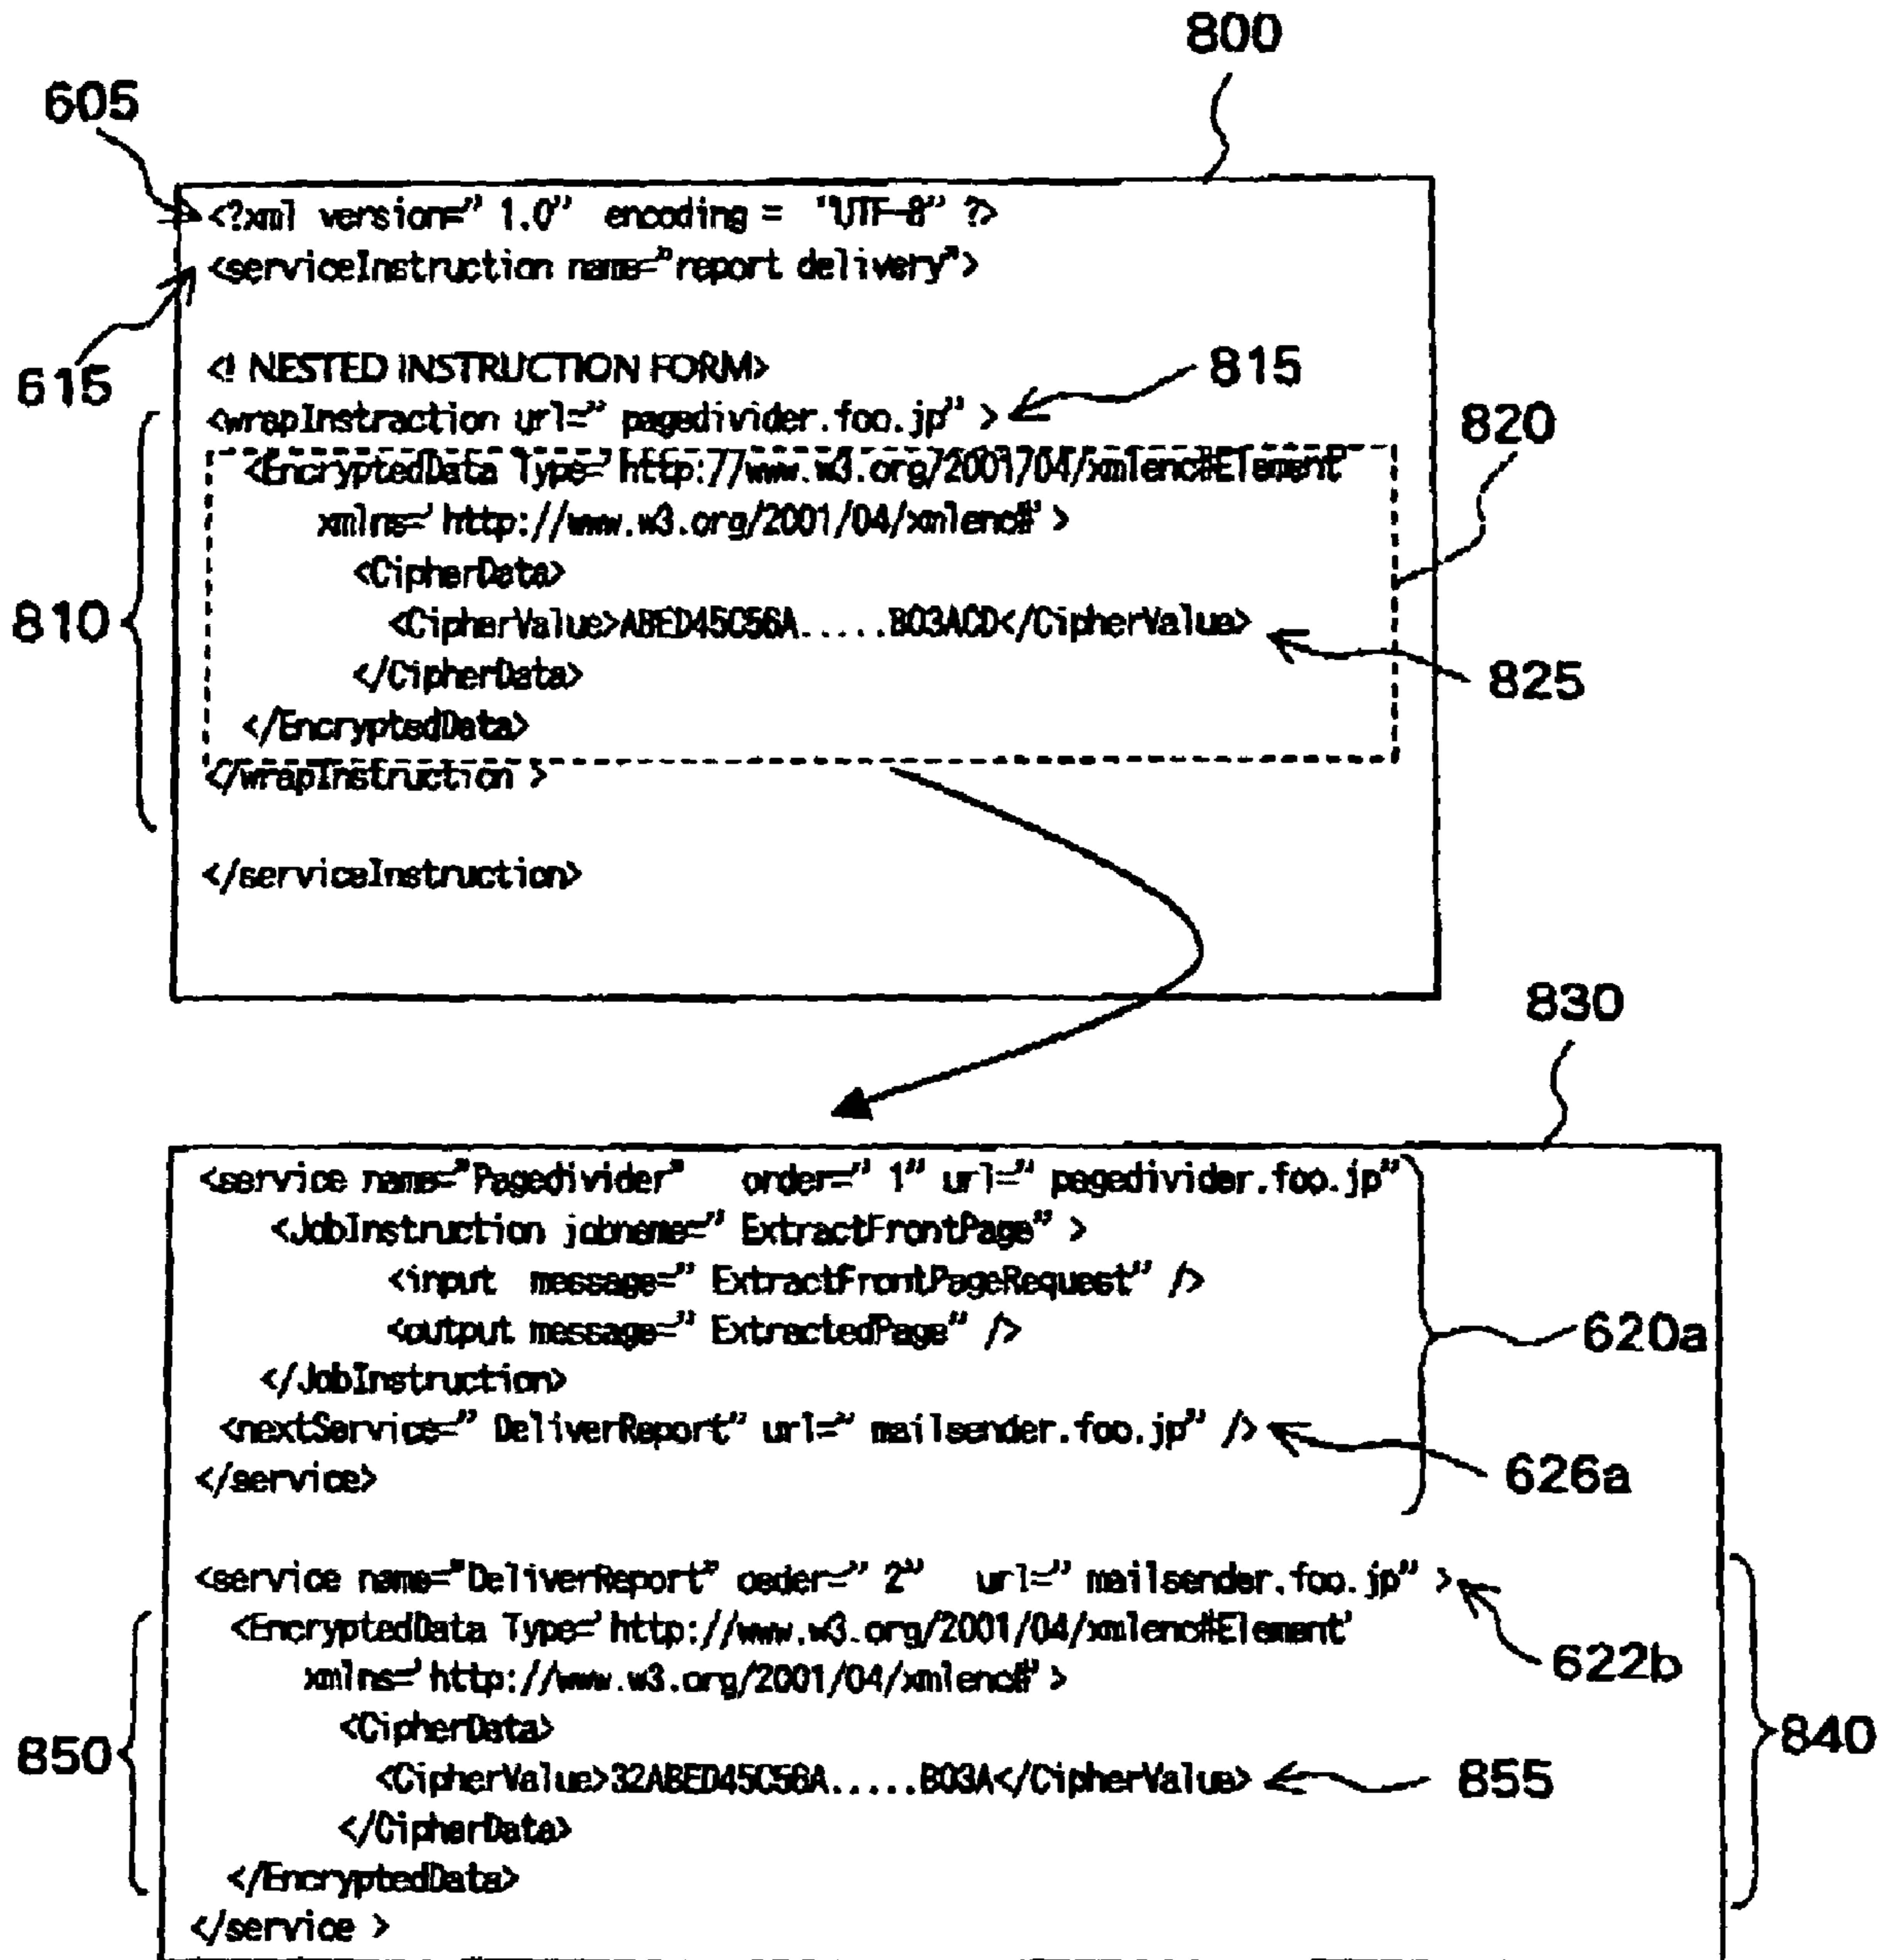 800
605
<?xml version=" 1.0" encoding = "UTF-8" ?>
<serviceInstruction name="report delivery">
615
<! NESTED INSTRUCTION FORM>
815
<wrapInstraction url=" pagedivider.foo.jp" >
820
<EncryptedData Type=' http://www.w3.org/2001/04/xmlenc#Element'
xmlns=' http://www.w3.org/2001/04/xmlenc#' >
<CipherData>
810
<CipherValue>ABED45C56A.....B03ACD</CipherValue>
</CipherData>
825
</EncryptedData>
</wrapInstruction >
</serviceInstruction>
830
<service name="Pagedivider" order=" 1" url=" pagedivider.foo.jp"
<JobInstruction jobname=" ExtractFrontPage" >
<input message=" ExtractFrontPageRequest" />
<output message=" ExtractedPage" />
620a
</JobInstruction>
<nextService=" DeliverReport" url=" mailsender.foo.jp" />
626a
</service>
<service name="DeliverReport" oeder=" 2" url=" mailsender.foo.jp" >
<EncryptedData Type=' http://www.w3.org/2001/04/xmlenc#Element'
622b
xmlns=' http://www.w3.org/2001/04/xmlenc#' >
<CipherData>
850
840
<CipherValue>32ABED45C56A.....B03A</CipherValue>
855
</CipherData>
</EncryptedData>
</service >